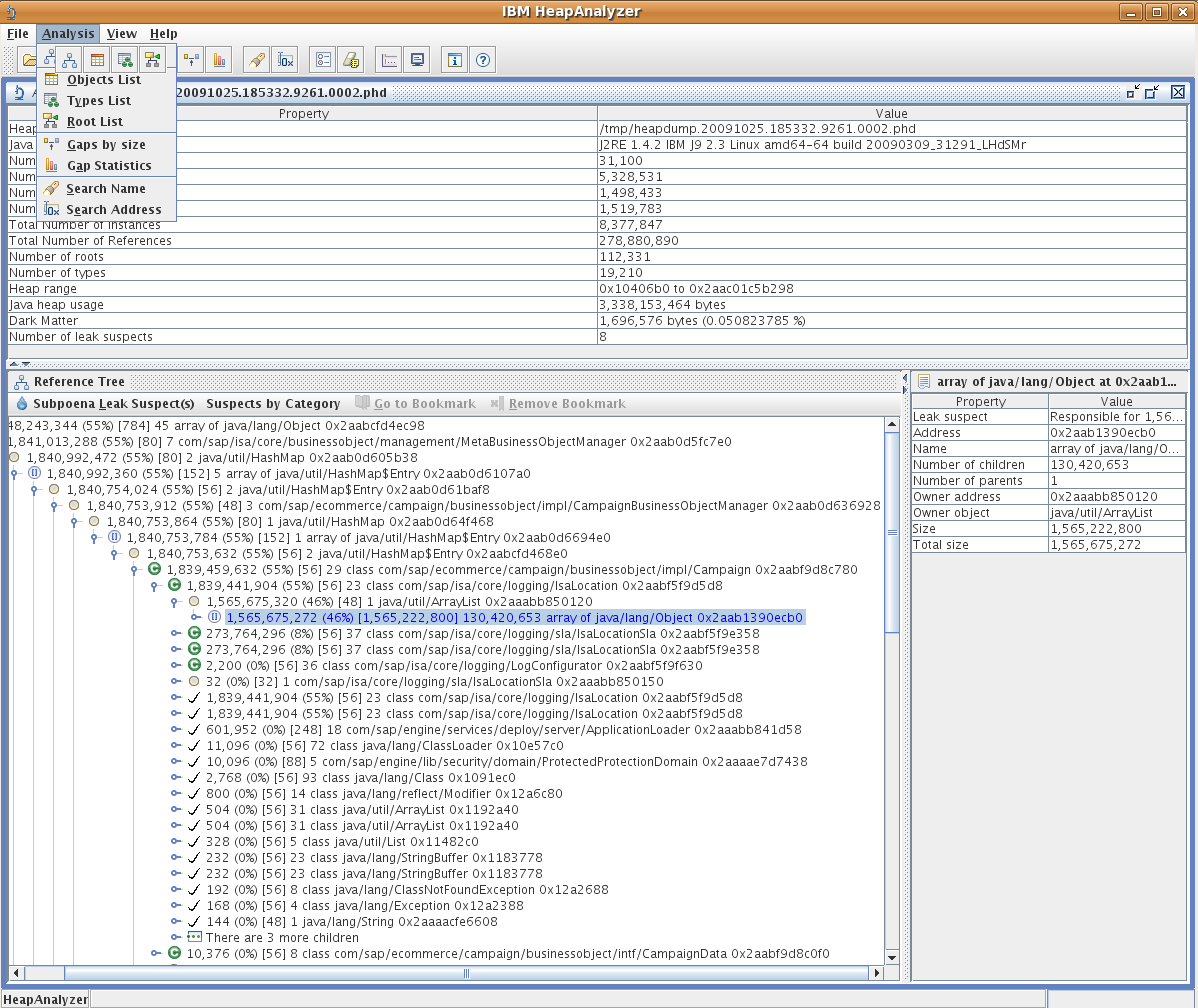 IBM HeapAnalyzer
File Analysis View Help
Objects List
Types List
Root List
Gaps by size
Gap Statistics
Search Name
Search Address
20091025.185332.9261.0002.phd
Property Value
Heap /tmp/heapdump.20091025.185332.9261.0002.phd
Java J2RE 1.4.2 IBM J9 2.3 Linux amd64-64 build 20090309_31291_LHdSMr
Num 31,100
Num 5,328,531
Num 1,498,433
Num 1,519,783
Total Number of Instances 8,377,847
Total Number of References 278,880,890
Number of roots 112,331
Number of types 19,210
Heap range 0x10406b0 to 0x2aac01c5b298
Java heap usage 3,338,153,464 bytes
Dark Matter 1,696,576 bytes (0.050823785 %)
Number of leak suspects 8
Reference Tree
Subpoena Leak Suspect(s) Suspects by Category Go to Bookmark Remove Bookmark
48,243,344 (55%) [784] 45 array of java/lang/Object 0x2aabcfd4ec98
1,841,013,288 (55%) [80] 7 com/sap/isa/core/businessobject/management/MetaBusinessObjectManager 0x2aab0d5fc7e0
1,840,992,472 (55%) [80] 2 java/util/HashMap 0x2aab0d605b38
1,840,992,360 (55%) [152] 5 array of java/util/HashMap$Entry 0x2aab0d6107a0
1,840,754,024 (55%) [56] 2 java/util/HashMap$Entry 0x2aab0d61baf8
1,840,753,912 (55%) [48] 3 com/sap/ecommerce/campaign/businessobject/impl/CampaignBusinessObjectManager 0x2aab0d636928
1,840,753,864 (55%) [80] 1 java/util/HashMap 0x2aab0d64f468
1,840,753,784 (55%) [152] 1 array of java/util/HashMap$Entry 0x2aab0d6694e0
1,840,753,632 (55%) [56] 2 java/util/HashMap$Entry 0x2aabcfd468e0
1,839,459,632 (55%) [56] 29 class com/sap/ecommerce/campaign/businessobject/impl/Campaign 0x2aabf9d8c780
1,839,441,904 (55%) [56] 23 class com/sap/isa/core/logging/IsaLocation 0x2aabf5f9d5d8
1,565,675,320 (46%) [48] 1 java/util/ArrayList 0x2aaabb850120
1,565,675,272 (46%) [1,565,222,800] 130,420,653 array of java/lang/Object 0x2aab1390ecb0
273,764,296 (8%) [56] 37 class com/sap/isa/core/logging/sla/IsaLocationSla 0x2aabf5f9e358
273,764,296 (8%) [56] 37 class com/sap/isa/core/logging/sla/IsaLocationSla 0x2aabf5f9e358
2,200 (0%) [56] 36 class com/sap/isa/core/logging/LogConfigurator 0x2aabf5f9f630
32 (0%) [32] 1 com/sap/isa/core/logging/sla/IsaLocationSla 0x2aaabb850150
1,839,441,904 (55%) [56] 23 class com/sap/isa/core/logging/IsaLocation 0x2aabf5f9d5d8
1,839,441,904 (55%) [56] 23 class com/sap/isa/core/logging/IsaLocation 0x2aabf5f9d5d8
601,952 (0%) [248] 18 com/sap/engine/services/deploy/server/ApplicationLoader 0x2aaabb841d58
11,096 (0%) [56] 72 class java/lang/ClassLoader 0x10e57c0
10,096 (0%) [88] 5 com/sap/engine/lib/security/domain/ProtectedProtectionDomain 0x2aaaae7d7438
2,768 (0%) [56] 93 class java/lang/Class 0x1091ec0
800 (0%) [56] 14 class java/lang/reflect/Modifier 0x12a6c80
504 (0%) [56] 31 class java/util/ArrayList 0x1192a40
504 (0%) [56] 31 class java/util/ArrayList 0x1192a40
328 (0%) [56] 5 class java/util/List 0x11482c0
232 (0%) [56] 23 class java/lang/StringBuffer 0x1183778
232 (0%) [56] 23 class java/lang/StringBuffer 0x1183778
192 (0%) [56] 8 class java/lang/ClassNotFoundException 0x12a2688
168 (0%) [56] 4 class java/lang/Exception 0x12a2388
144 (0%) [48] 1 java/lang/String 0x2aaaacfe6608
There are 3 more children
10,376 (0%) [56] 8 class com/sap/ecommerce/campaign/businessobject/intf/CampaignData 0x2aabf9d8c0f0
array of java/lang/Object at 0x2aab1...
Property Value
Leak suspect Responsible for 1,56...
Address 0x2aab1390ecb0
Name array of java/lang/O...
Number of children 130,420,653
Number of parents 1
Owner address 0x2aaabb850120
Owner object java/util/ArrayList
Size 1,565,222,800
Total size 1,565,675,272
HeapAnalyzer